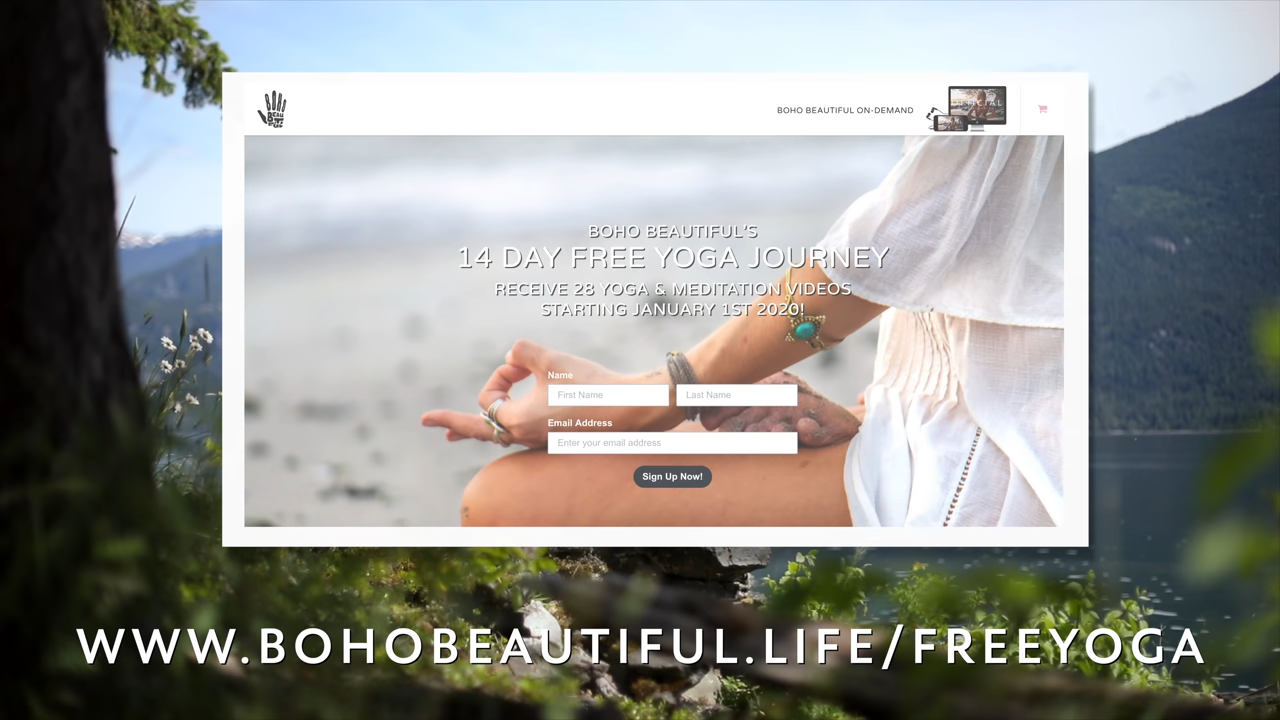 BOHO BEAUTIFUL ON-DEMAND
BOHO BEAUTIFUL'S
14 DAY FREE YOGA JOURNEY
RECEIVE 28 YOGA & MEDITATION VIDEOS
STARTING JANUARY 1ST 2020!
Name
First Name Last Name
Email Address
Enter your email address
Sign Up Now!
WWW.BOHOBEAUTIFUL.LIFE/FREEYOGA